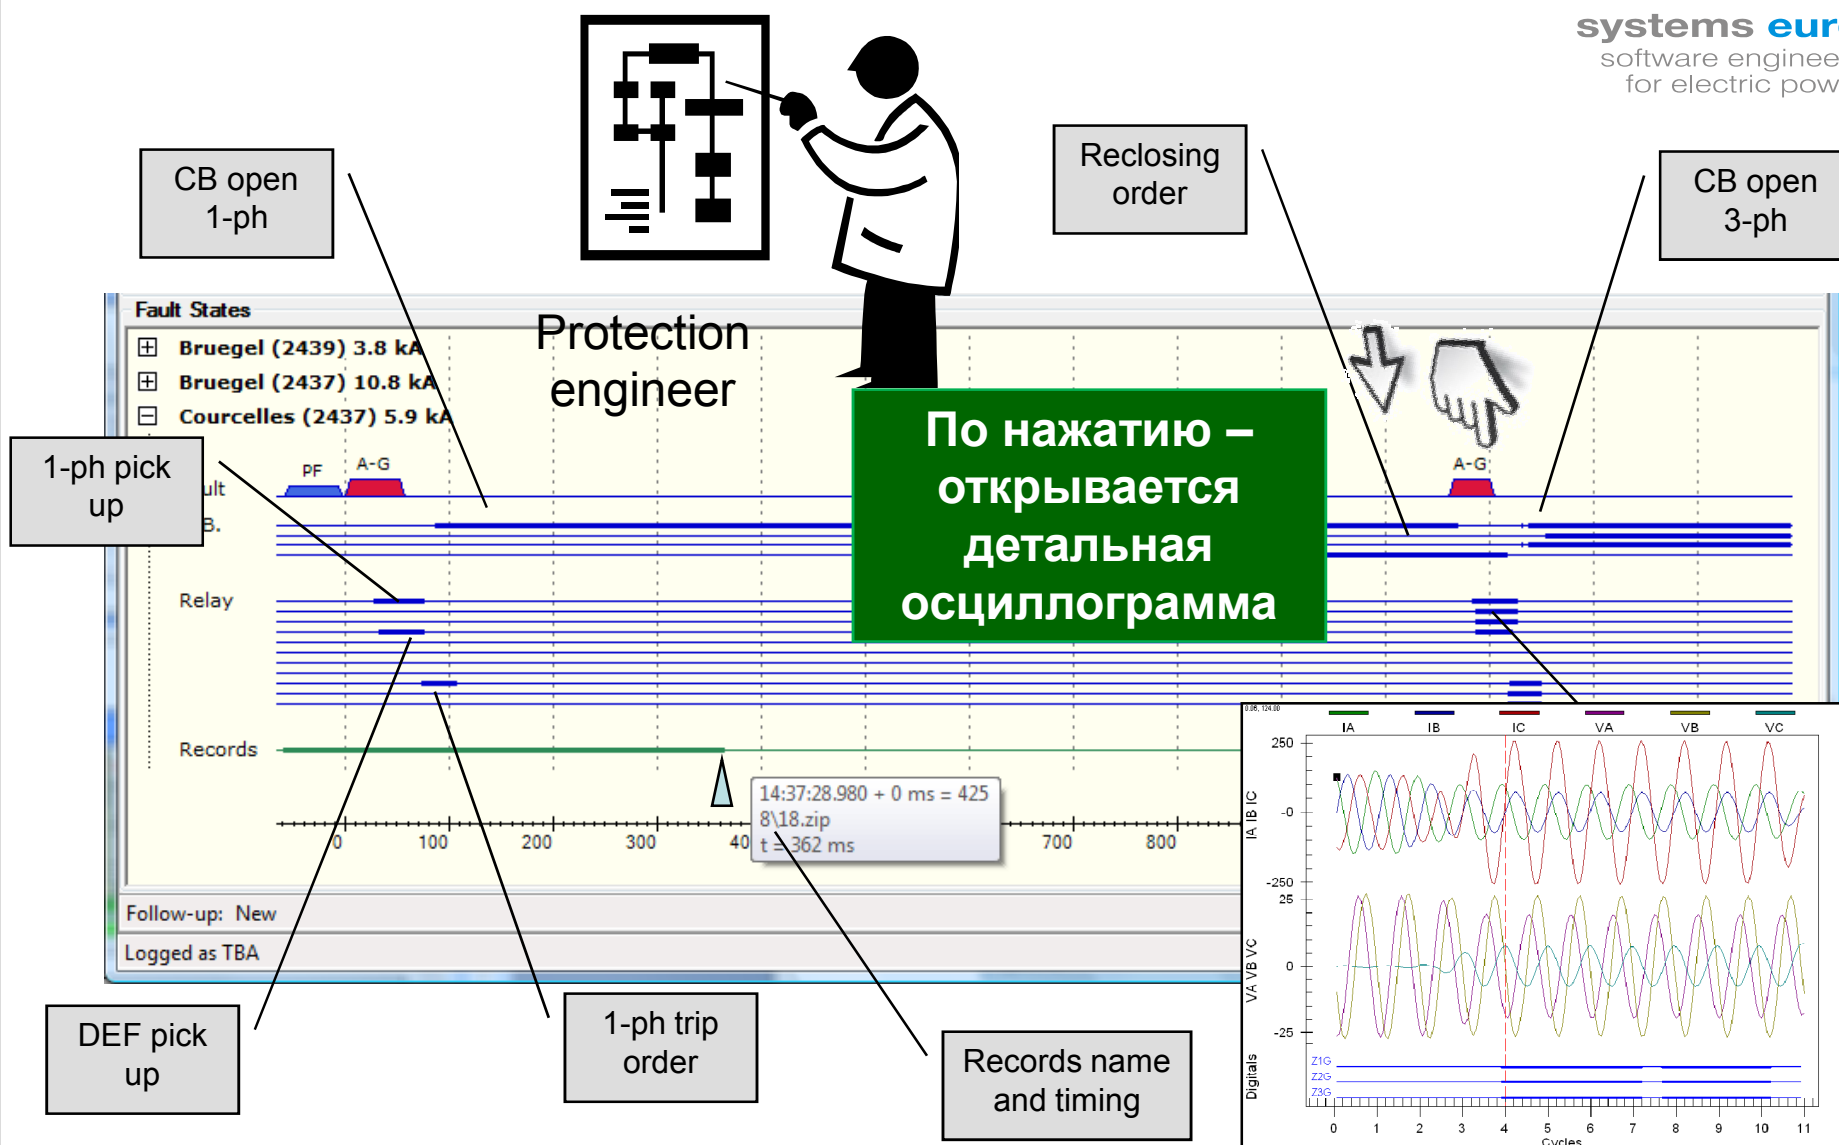 systems eur
software enginee
for electric pow
CB open
1-ph
Reclosing
order
CB open
3-ph
Fault States
Bruegel (2439) 3.8 kA
Bruegel (2437) 10.8 kA
Courcelles (2437) 5.9 kA
Protection
engineer
По нажатию –
открывается
детальная
осциллограмма
1-ph pick
up
PF
A-G
A-G
ult
B.
Relay
Records
14:37:28.980 + 0 ms = 425
8\18.zip
t = 362 ms
0 100 200 300 40 700 800
Follow-up: New
Logged as TBA
DEF pick
up
1-ph trip
order
Records name
and timing
IA IB IC VA VB VC
250
-0
-250
IA IB IC
25
0
-25
VA VB VC
Digitals
Z1G
Z2G
Z3G
0 1 2 3 4 5 6 7 8 9 10 11
Cycles